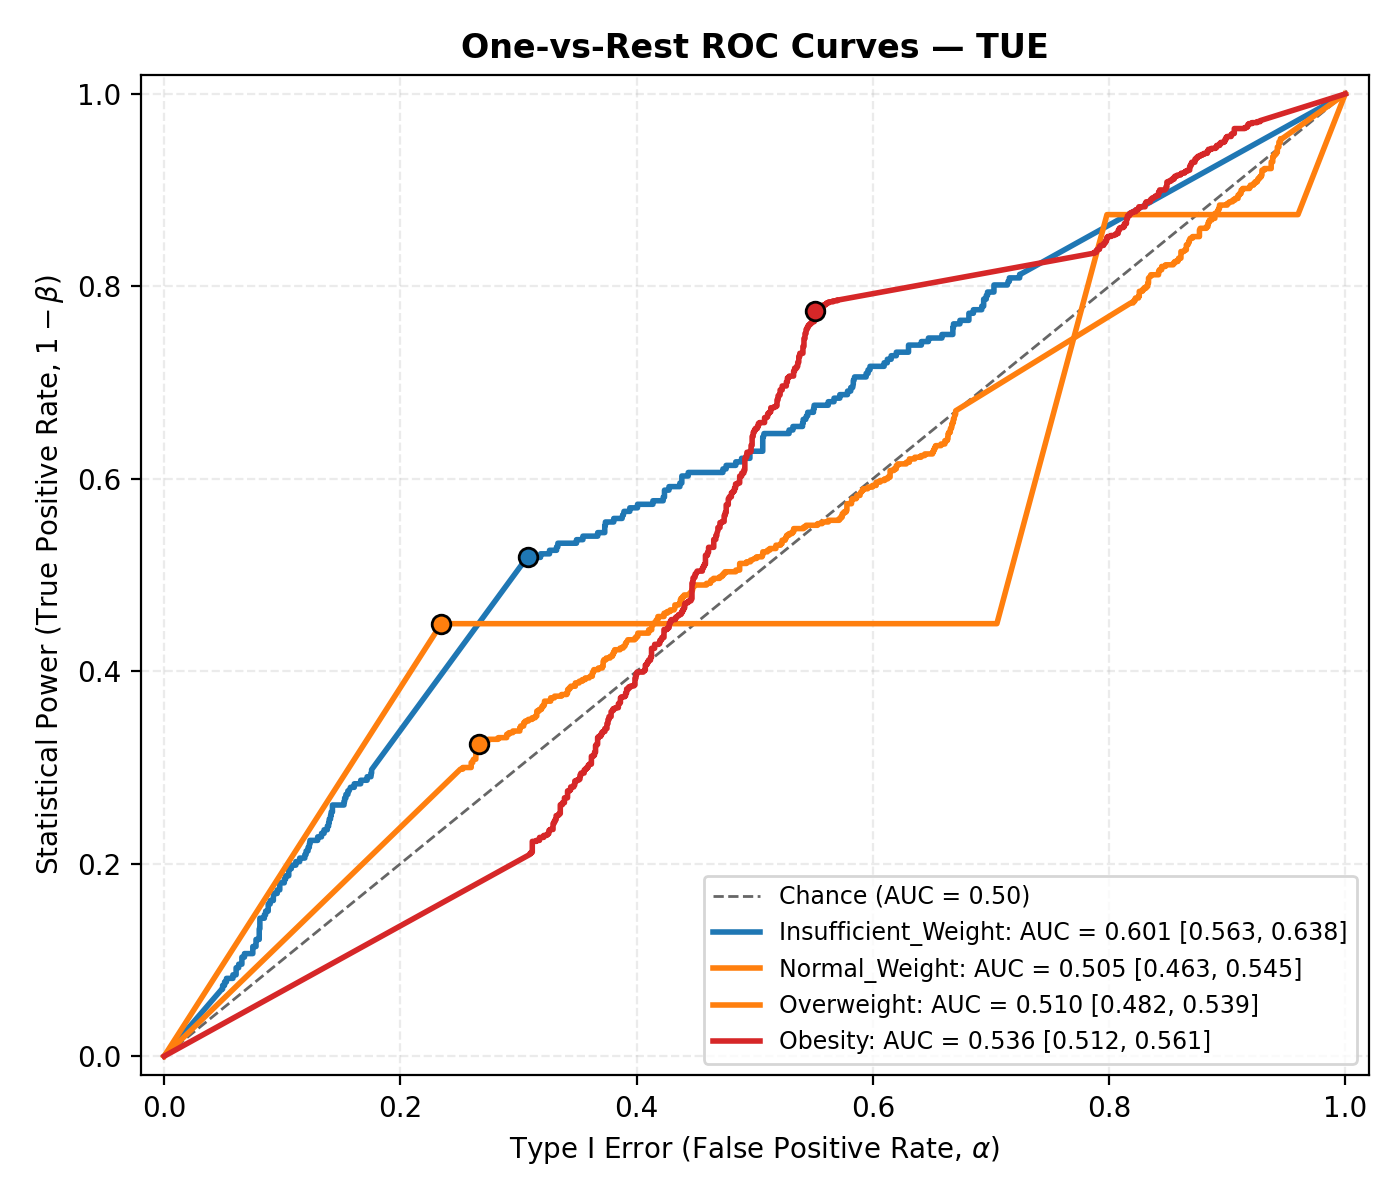 One-vs-Rest ROC Curves — TUE
Statistical Power (True Positive Rate, 1 − β)
1.0
0.8
0.6
0.4
0.2
0.0
0.0 0.2 0.4 0.6 0.8 1.0
Type I Error (False Positive Rate, α)
Chance (AUC = 0.50)
Insufficient_Weight: AUC = 0.601 [0.563, 0.638]
Normal_Weight: AUC = 0.505 [0.463, 0.545]
Overweight: AUC = 0.510 [0.482, 0.539]
Obesity: AUC = 0.536 [0.512, 0.561]